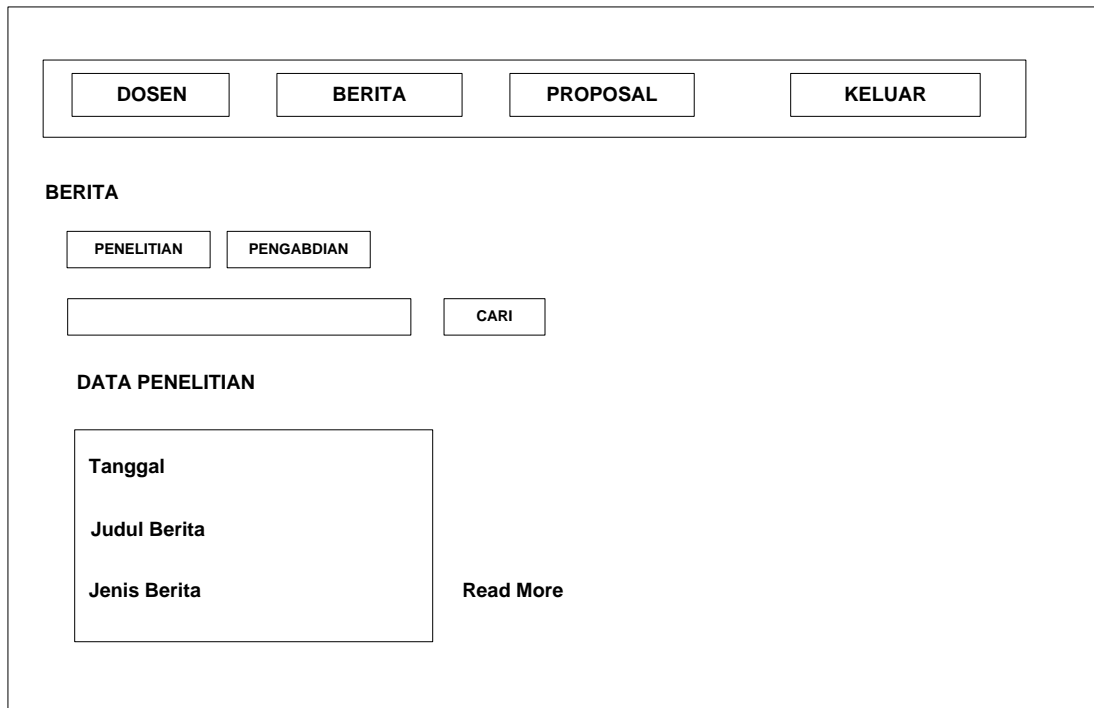 DOSEN BERITA PROPOSAL KELUAR
BERITA
PENELITIAN PENGABDIAN
CARI
DATA PENELITIAN
Tanggal
Judul Berita
Jenis Berita Read More